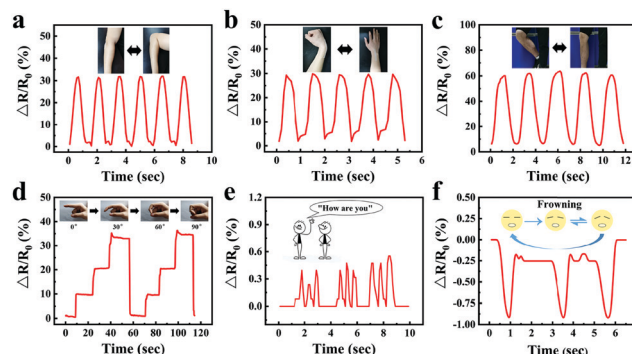 a
△R/R0 (%)
50
40
30
20
10
0
0 2 4 6 8 10
Time (sec)
b
△R/R0 (%)
50
40
30
20
10
0
0 1 2 3 4 5 6
Time (sec)
c
△R/R0 (%)
100
80
60
40
20
0
0 2 4 6 8 10 12
Time (sec)
d
△R/R0 (%)
50
40
30
20
10
0
0° 30° 60° 90°
0 20 40 60 80 100 120
Time (sec)
e
△R/R0 (%)
1.2
0.9
0.6
0.3
0.0
"How are you"
0 2 4 6 8 10
Time (sec)
f
△R/R0 (%)
0.25
0.00
-0.25
-0.50
-0.75
-1.00
Frowning
0 1 2 3 4 5 6
Time (sec)